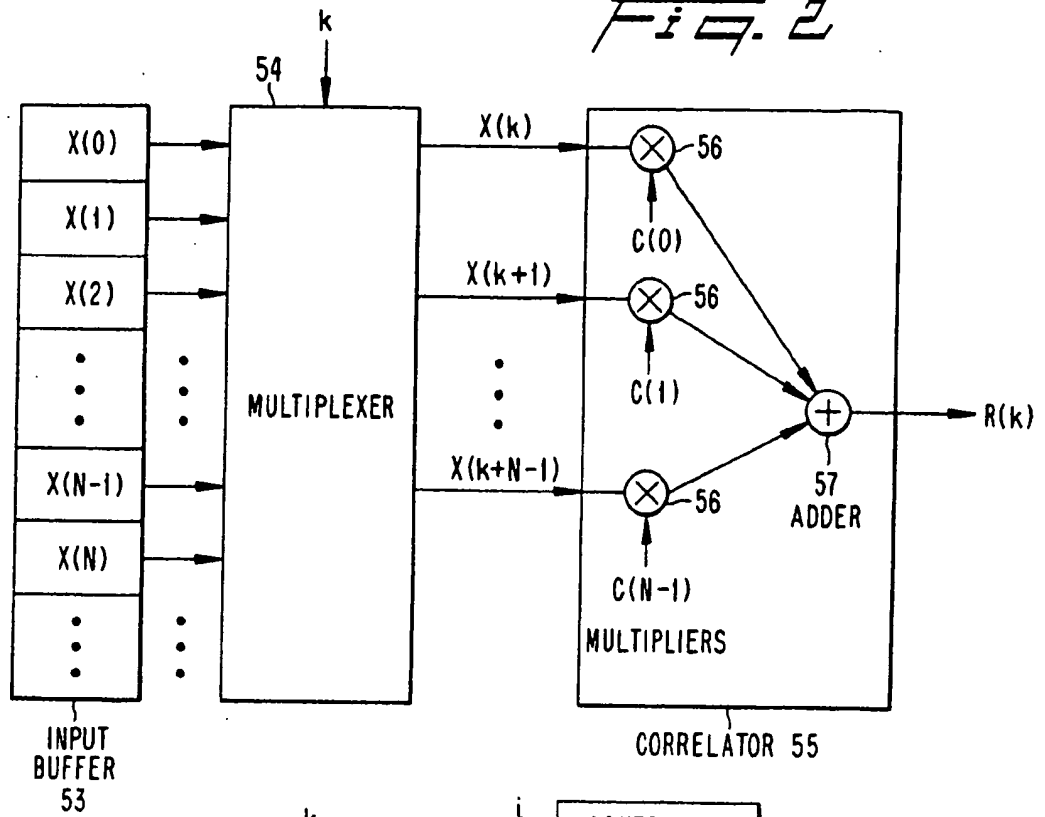 Fig. 2
k
54
X(0)
X(1)
X(2)
X(N-1)
X(N)
INPUT
BUFFER
53
MULTIPLEXER
X(k)
X(k+1)
X(k+N-1)
56
C(0)
56
C(1)
56
C(N-1)
MULTIPLIERS
57
ADDER
R(k)
CORRELATOR 55
k
i